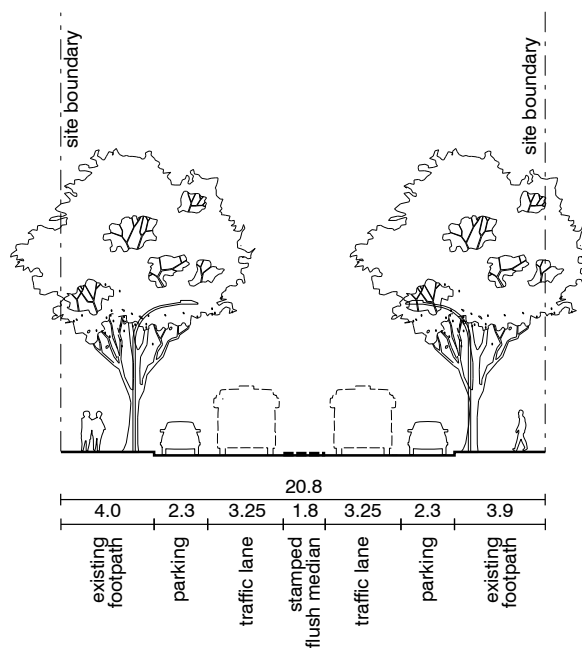 site boundary
site boundary
20.8
4.0 2.3 3.25 1.8 3.25 2.3 3.9
existing
footpath
parking
traffic lane
stamped
flush median
traffic lane
parking
existing
footpath